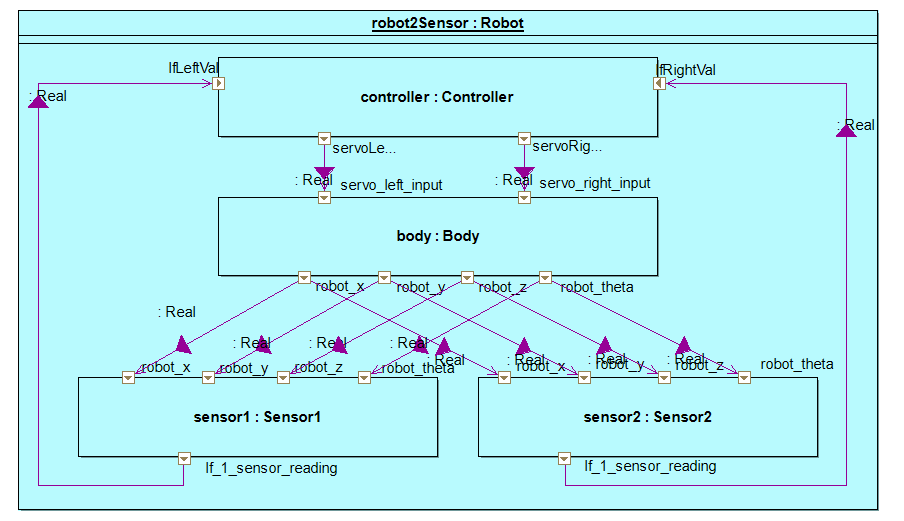 robot2Sensor : Robot
lfLeftVal
lfRightVal
: Real
controller : Controller
: Real
servoLe...
servoRig...
: Real
servo_left_input
: Real
servo_right_input
body : Body
robot_x
robot_y
robot_z
robot_theta
: Real
: Real
: Real
: Real
: Real
: Real
: Real
: Real
robot_x
robot_y
robot_z
robot_theta
robot_x
robot_y
robot_z
robot_theta
sensor1 : Sensor1
sensor2 : Sensor2
lf_1_sensor_reading
lf_1_sensor_reading